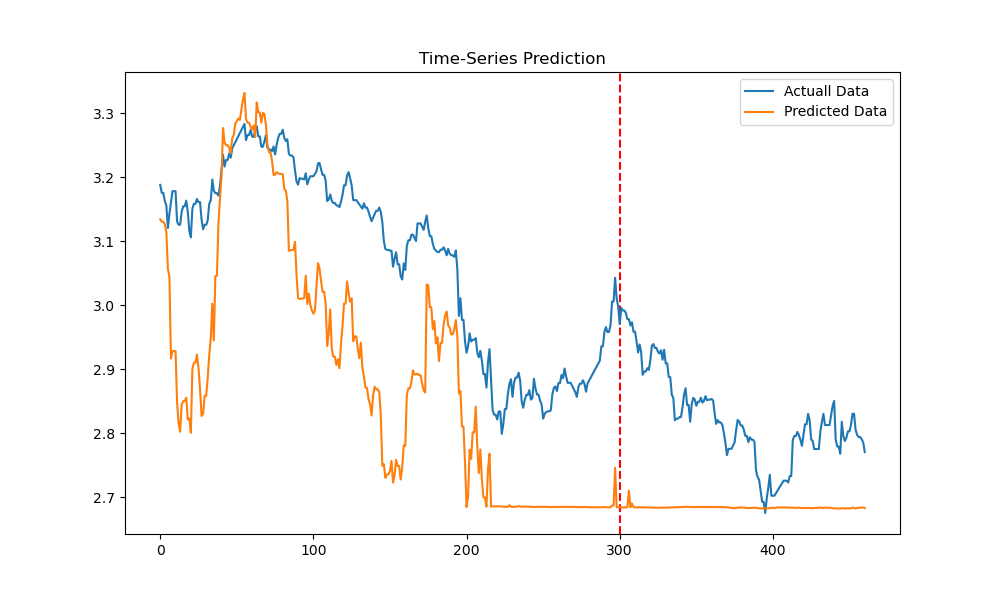 Time-Series Prediction
Actuall Data
Predicted Data
3.3
3.2
3.1
3.0
2.9
2.8
2.7
0 100 200 300 400